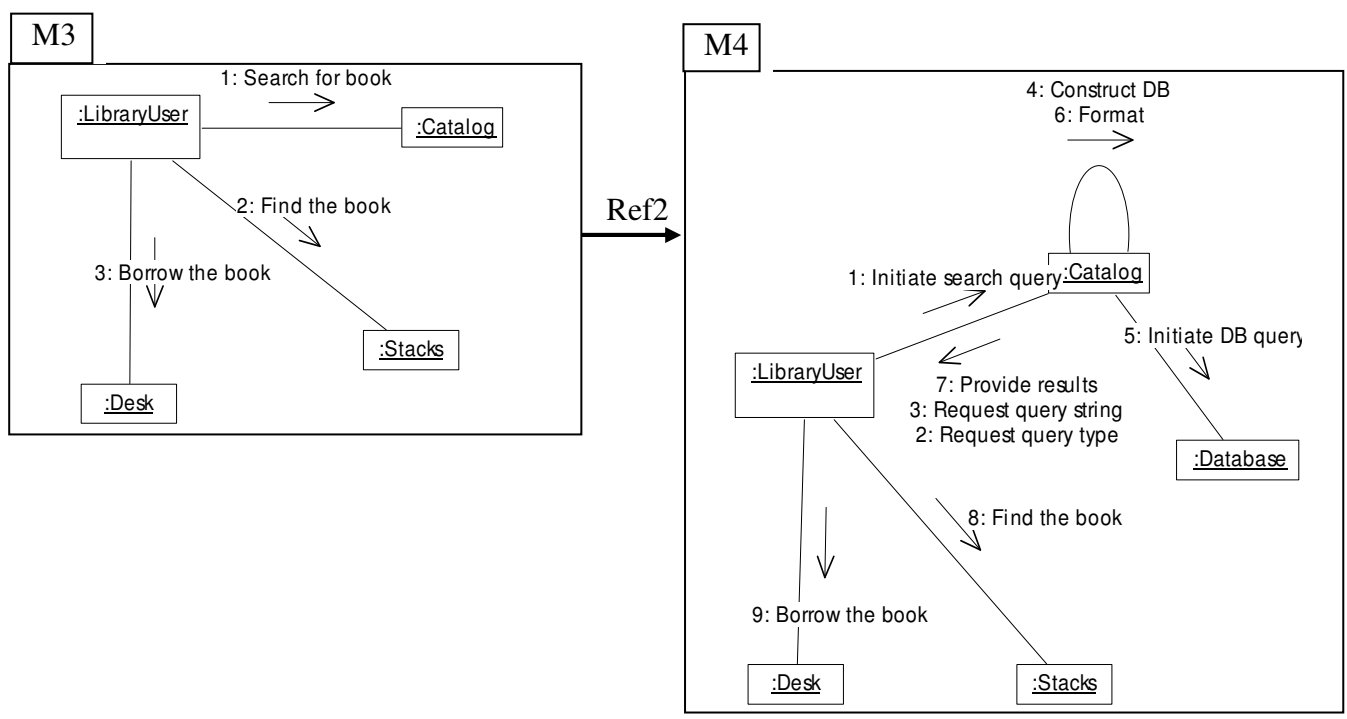 M3
1: Search for book
:LibraryUser
:Catalog
2: Find the book
3: Borrow the book
:Stacks
:Desk
Ref2
M4
4: Construct DB
6: Format
:Catalog
1: Initiate search query
5: Initiate DB query
:LibraryUser
7: Provide results
3: Request query string
2: Request query type
:Database
8: Find the book
9: Borrow the book
:Desk
:Stacks